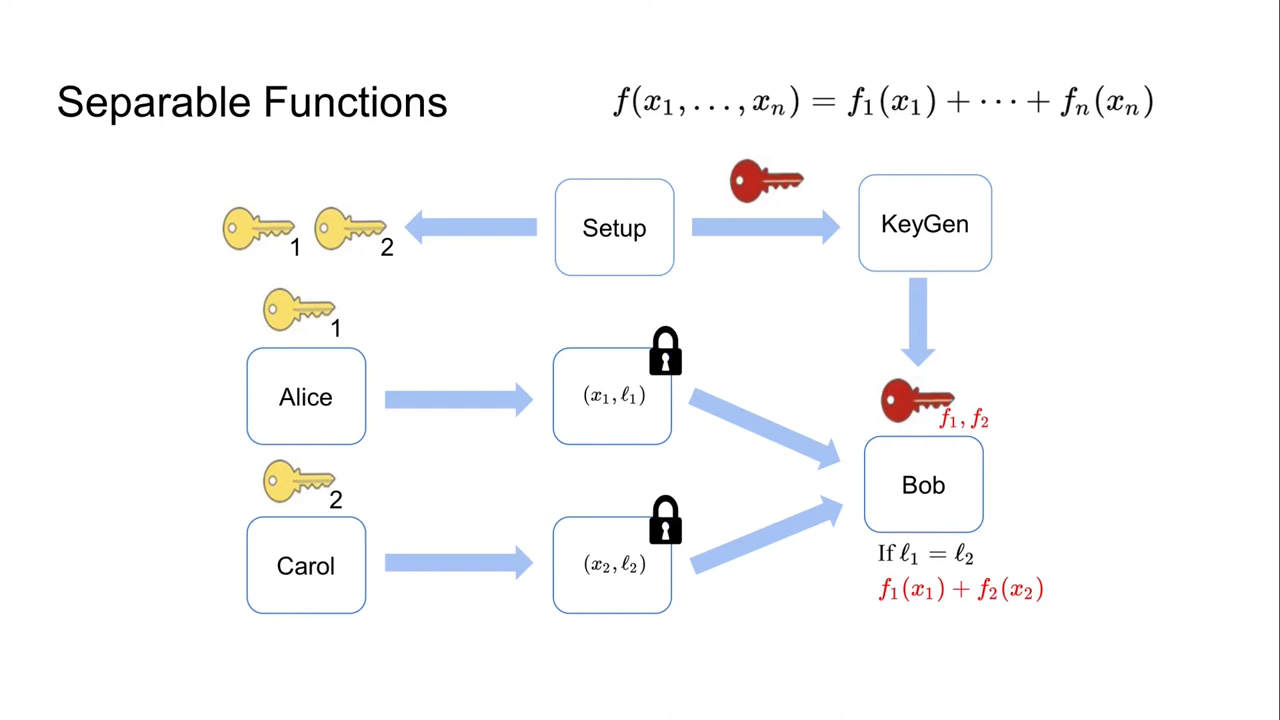 Separable Functions
f(x₁, . . . , xₙ) = f₁(x₁) + · · · + fₙ(xₙ)
1
2
Setup
KeyGen
1
Alice
(x₁, ℓ₁)
f₁, f₂
Bob
2
Carol
(x₂, ℓ₂)
If ℓ₁ = ℓ₂
f₁(x₁) + f₂(x₂)